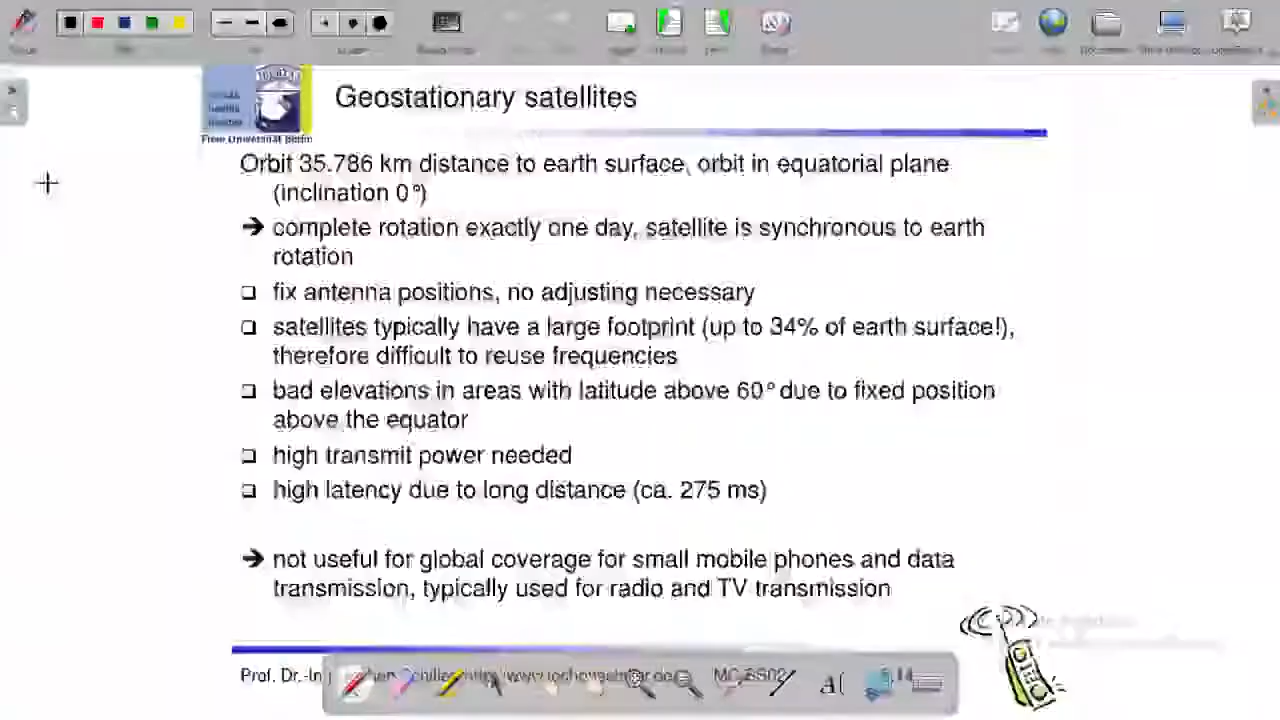 Geostationary satellites
Freie Universität Berlin
Orbit 35.786 km distance to earth surface, orbit in equatorial plane
(inclination 0°)
➔ complete rotation exactly one day, satellite is synchronous to earth
rotation
❑ fix antenna positions, no adjusting necessary
❑ satellites typically have a large footprint (up to 34% of earth surface!),
therefore difficult to reuse frequencies
❑ bad elevations in areas with latitude above 60° due to fixed position
above the equator
❑ high transmit power needed
❑ high latency due to long distance (ca. 275 ms)
➔ not useful for global coverage for small mobile phones and data
transmission, typically used for radio and TV transmission
Prof. Dr.-In